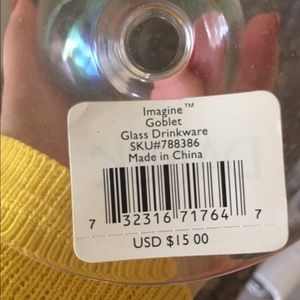 Imagine™
Goblet
Glass Drinkware
SKU#788386
Made in China
7 32316 71764 7
USD $15.00